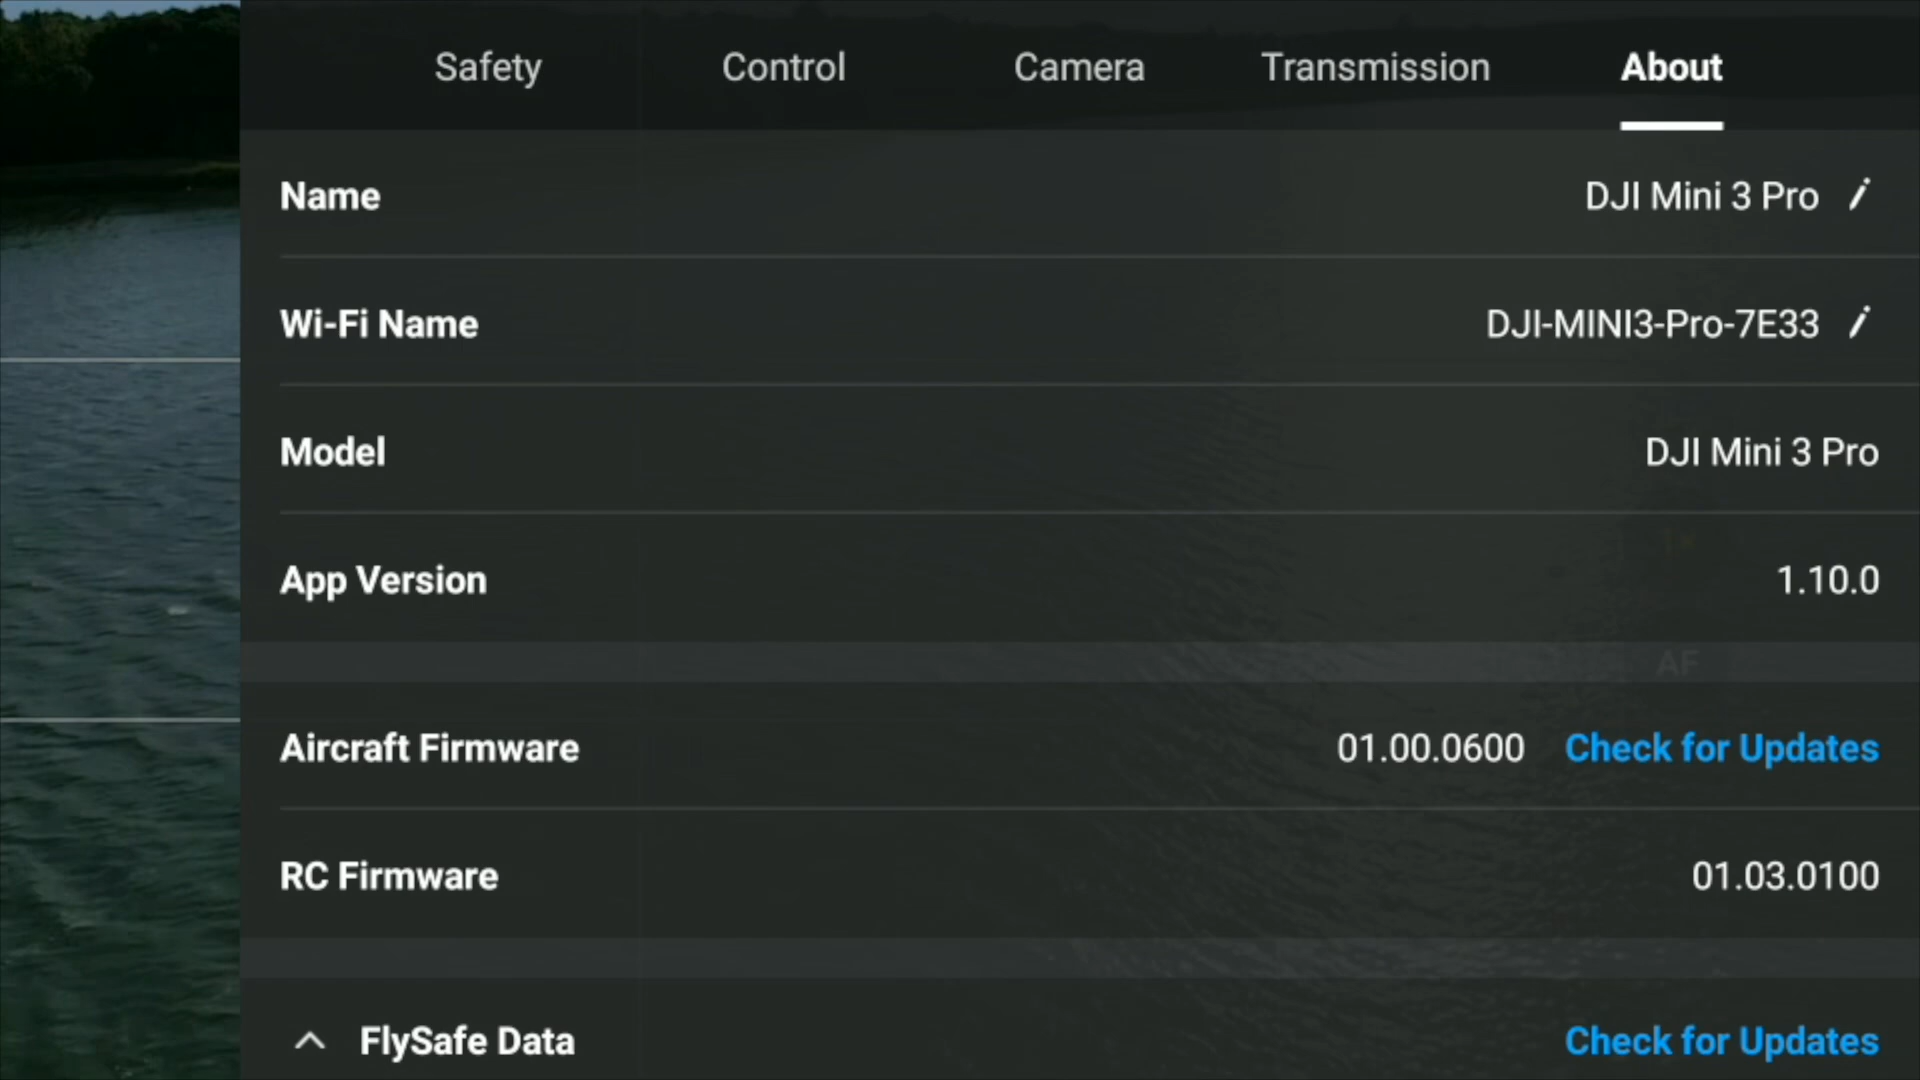 Safety Control Camera Transmission About
Name DJI Mini 3 Pro
Wi-Fi Name DJI-MINI3-Pro-7E33
Model DJI Mini 3 Pro
App Version 1.10.0
AF
Aircraft Firmware 01.00.0600 Check for Updates
RC Firmware 01.03.0100
FlySafe Data Check for Updates